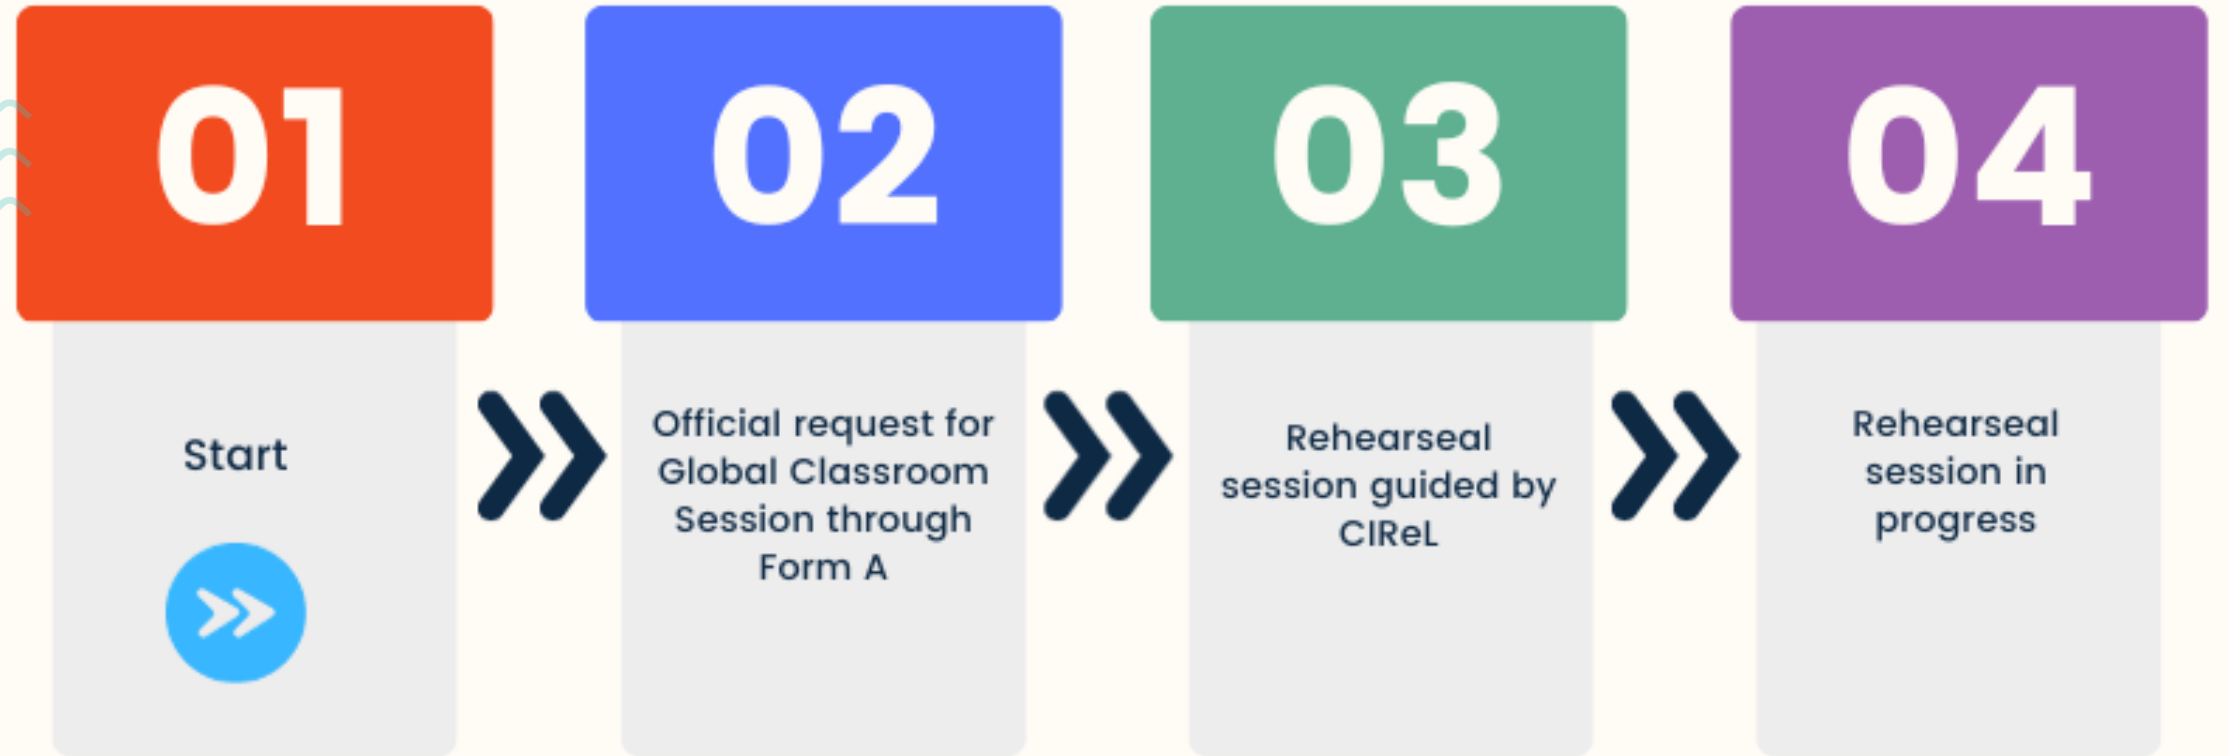 01
Start
02
Official request for
Global Classroom
Session through
Form A
03
Rehearseal
session guided by
CIReL
04
Rehearseal
session in
progress